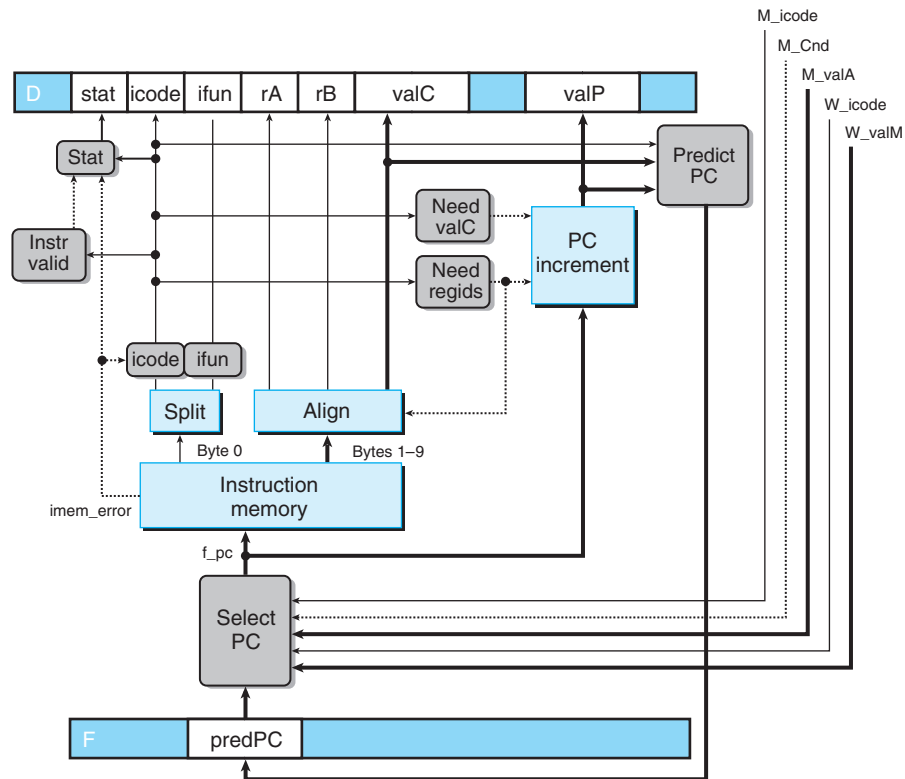 M_icode
M_Cnd
M_valA
W_icode
W_valM
D stat icode ifun rA rB valC valP
Stat
Predict
PC
Need
valC
Instr
valid
PC
increment
Need
regids
icode ifun
Split
Align
Byte 0
Bytes 1–9
Instruction
memory
imem_error
f_pc
Select
PC
F predPC